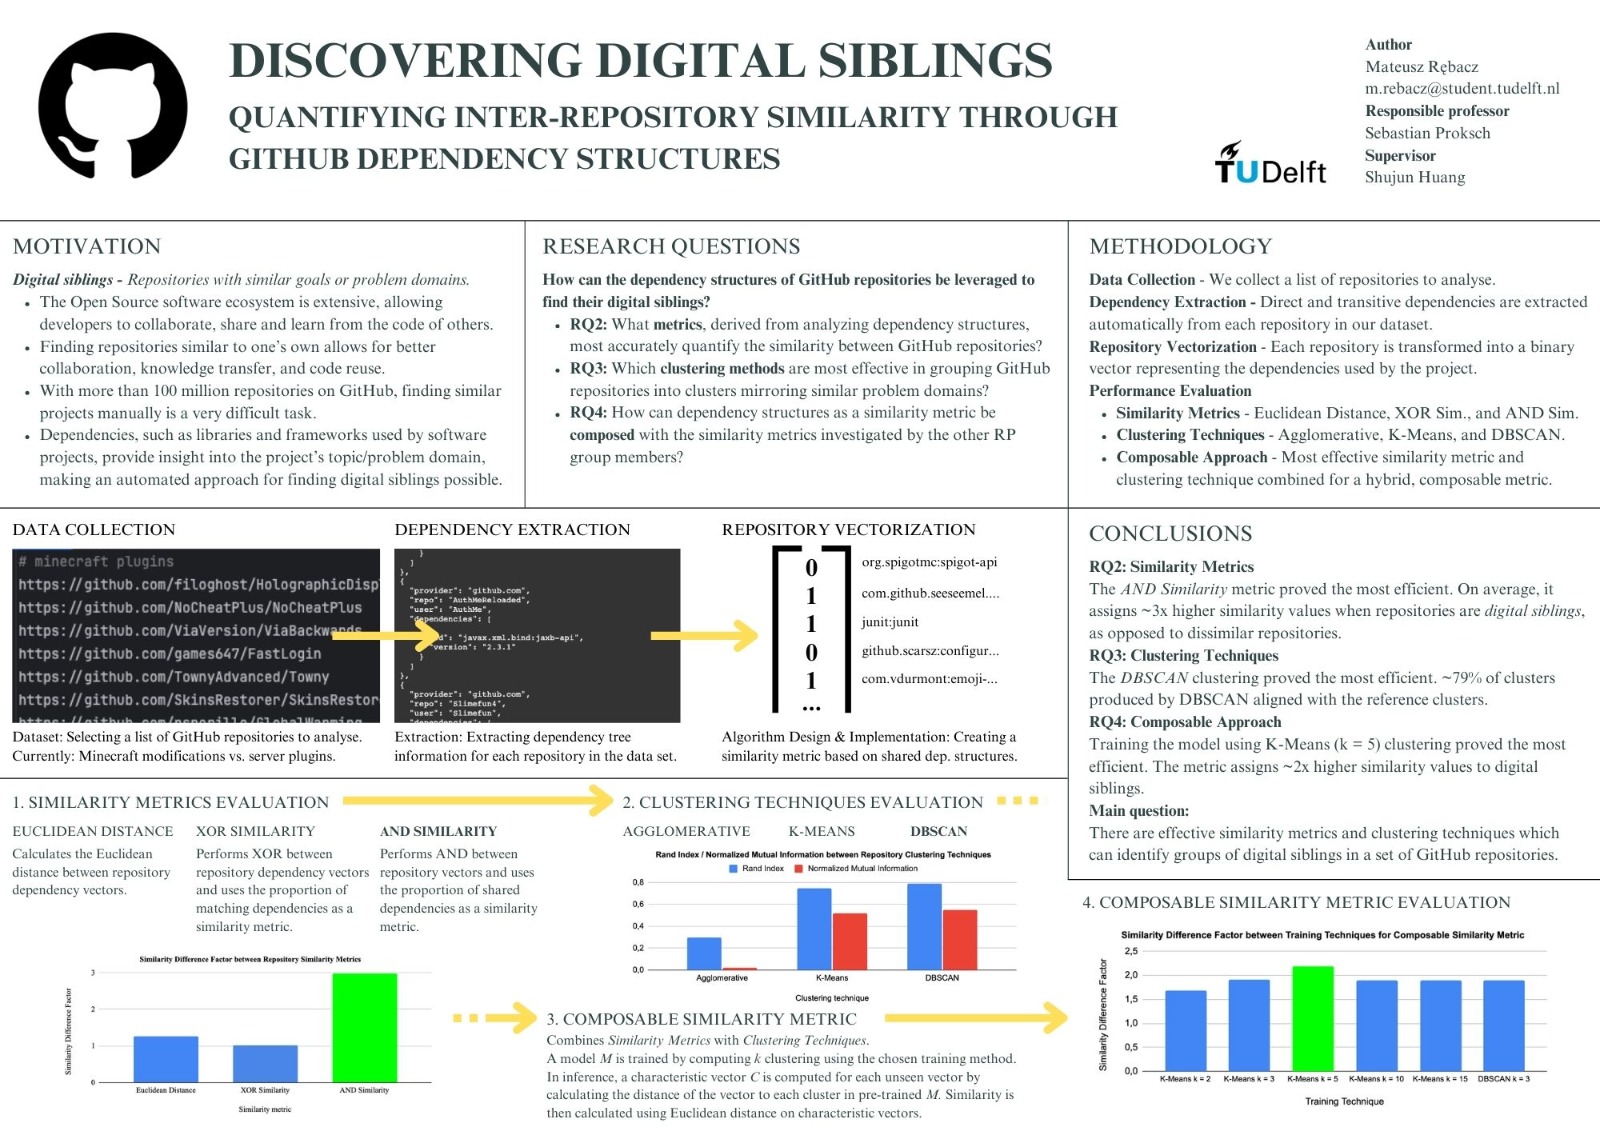 DISCOVERING DIGITAL SIBLINGS
QUANTIFYING INTER-REPOSITORY SIMILARITY THROUGH
GITHUB DEPENDENCY STRUCTURES
TUDelft
Author
Mateusz Rębacz
m.rebacz@student.tudelft.nl
Responsible professor
Sebastian Proksch
Supervisor
Shujun Huang
MOTIVATION
Digital siblings - Repositories with similar goals or problem domains.
• The Open Source software ecosystem is extensive, allowing
developers to collaborate, share and learn from the code of others.
• Finding repositories similar to one's own allows for better
collaboration, knowledge transfer, and code reuse.
• With more than 100 million repositories on GitHub, finding similar
projects manually is a very difficult task.
• Dependencies, such as libraries and frameworks used by software
projects, provide insight into the project's topic/problem domain,
making an automated approach for finding digital siblings possible.
RESEARCH QUESTIONS
How can the dependency structures of GitHub repositories be leveraged to
find their digital siblings?
• RQ2: What metrics, derived from analyzing dependency structures,
most accurately quantify the similarity between GitHub repositories?
• RQ3: Which clustering methods are most effective in grouping GitHub
repositories into clusters mirroring similar problem domains?
• RQ4: How can dependency structures as a similarity metric be
composed with the similarity metrics investigated by the other RP
group members?
METHODOLOGY
Data Collection - We collect a list of repositories to analyse.
Dependency Extraction - Direct and transitive dependencies are extracted
automatically from each repository in our dataset.
Repository Vectorization - Each repository is transformed into a binary
vector representing the dependencies used by the project.
Performance Evaluation
• Similarity Metrics - Euclidean Distance, XOR Sim., and AND Sim.
• Clustering Techniques - Agglomerative, K-Means, and DBSCAN.
• Composable Approach - Most effective similarity metric and
clustering technique combined for a hybrid, composable metric.
DATA COLLECTION
# minecraft plugins
https://github.com/filoghost/HolographicDisp
https://github.com/NoCheatPlus/NoCheatPlus
https://github.com/ViaVersion/ViaBackwards
https://github.com/games647/FastLogin
https://github.com/TownyAdvanced/Towny
https://github.com/SkinsRestorer/SkinsRestore
Dataset: Selecting a list of GitHub repositories to analyse.
Currently: Minecraft modifications vs. server plugins.
DEPENDENCY EXTRACTION
}
]
},
{
"provider": "github.com",
"repo": "AuthMeReloaded",
"user": "AuthMe",
"dependencies": [
"javax.xml.bind:jaxb-api",
version": "2.3.1"
}
]
},
{
"provider": "github.com",
"repo": "Slimefun4",
"user": "Slimefun",
"dependencies": [
Extraction: Extracting dependency tree
information for each repository in the data set.
REPOSITORY VECTORIZATION
0 org.spigotmc:spigot-api
1 com.github.seeseemel....
1 junit:junit
0 github.scarsz:configur...
1 com.vdurmont:emoji-...
...
Algorithm Design & Implementation: Creating a
similarity metric based on shared dep. structures.
CONCLUSIONS
RQ2: Similarity Metrics
The AND Similarity metric proved the most efficient. On average, it
assigns ~3x higher similarity values when repositories are digital siblings,
as opposed to dissimilar repositories.
RQ3: Clustering Techniques
The DBSCAN clustering proved the most efficient. ~79% of clusters
produced by DBSCAN aligned with the reference clusters.
RQ4: Composable Approach
Training the model using K-Means (k = 5) clustering proved the most
efficient. The metric assigns ~2x higher similarity values to digital
siblings.
Main question:
There are effective similarity metrics and clustering techniques which
can identify groups of digital siblings in a set of GitHub repositories.
1. SIMILARITY METRICS EVALUATION
EUCLIDEAN DISTANCE
Calculates the Euclidean
distance between repository
dependency vectors.
XOR SIMILARITY
Performs XOR between
repository dependency vectors
and uses the proportion of
matching dependencies as a
similarity metric.
AND SIMILARITY
Performs AND between
repository vectors and uses
the proportion of shared
dependencies as a similarity
metric.
Similarity Difference Factor between Repository Similarity Metrics
Similarity Difference Factor
3
2
1
0
Euclidean Distance XOR Similarity AND Similarity
Similarity metric
2. CLUSTERING TECHNIQUES EVALUATION
AGGLOMERATIVE K-MEANS DBSCAN
Rand Index / Normalized Mutual Information between Repository Clustering Techniques
Rand Index Normalized Mutual Information
0,8
0,6
0,4
0,2
0,0
Agglomerative K-Means DBSCAN
Clustering technique
3. COMPOSABLE SIMILARITY METRIC
Combines Similarity Metrics with Clustering Techniques.
A model M is trained by computing k clustering using the chosen training method.
In inference, a characteristic vector C is computed for each unseen vector by
calculating the distance of the vector to each cluster in pre-trained M. Similarity is
then calculated using Euclidean distance on characteristic vectors.
4. COMPOSABLE SIMILARITY METRIC EVALUATION
Similarity Difference Factor between Training Techniques for Composable Similarity Metric
Similarity Difference Factor
2,5
2,0
1,5
1,0
0,5
0,0
K-Means k = 2 K-Means k = 3 K-Means k = 5 K-Means k = 10 K-Means k = 15 DBSCAN k = 3
Training Technique